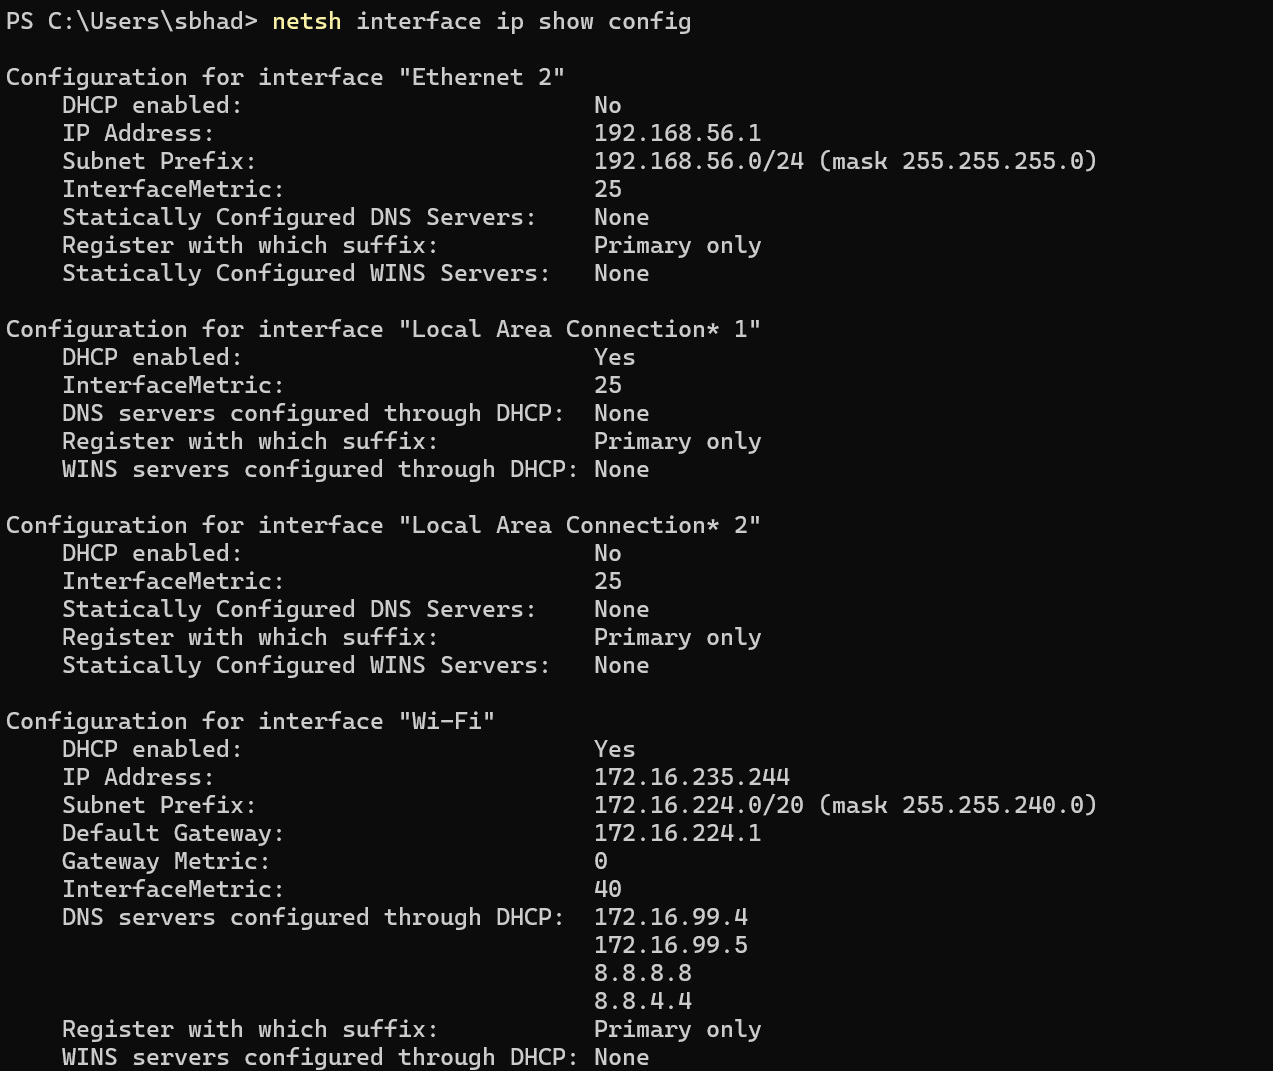 PS C:\Users\sbhad> netsh interface ip show config

Configuration for interface "Ethernet 2"
    DHCP enabled:                         No
    IP Address:                           192.168.56.1
    Subnet Prefix:                        192.168.56.0/24 (mask 255.255.255.0)
    InterfaceMetric:                      25
    Statically Configured DNS Servers:    None
    Register with which suffix:           Primary only
    Statically Configured WINS Servers:   None

Configuration for interface "Local Area Connection* 1"
    DHCP enabled:                         Yes
    InterfaceMetric:                      25
    DNS servers configured through DHCP:  None
    Register with which suffix:           Primary only
    WINS servers configured through DHCP: None

Configuration for interface "Local Area Connection* 2"
    DHCP enabled:                         No
    InterfaceMetric:                      25
    Statically Configured DNS Servers:    None
    Register with which suffix:           Primary only
    Statically Configured WINS Servers:   None

Configuration for interface "Wi-Fi"
    DHCP enabled:                         Yes
    IP Address:                           172.16.235.244
    Subnet Prefix:                        172.16.224.0/20 (mask 255.255.240.0)
    Default Gateway:                      172.16.224.1
    Gateway Metric:                       0
    InterfaceMetric:                      40
    DNS servers configured through DHCP:  172.16.99.4
                                          172.16.99.5
                                          8.8.8.8
                                          8.8.4.4
    Register with which suffix:           Primary only
    WINS servers configured through DHCP: None